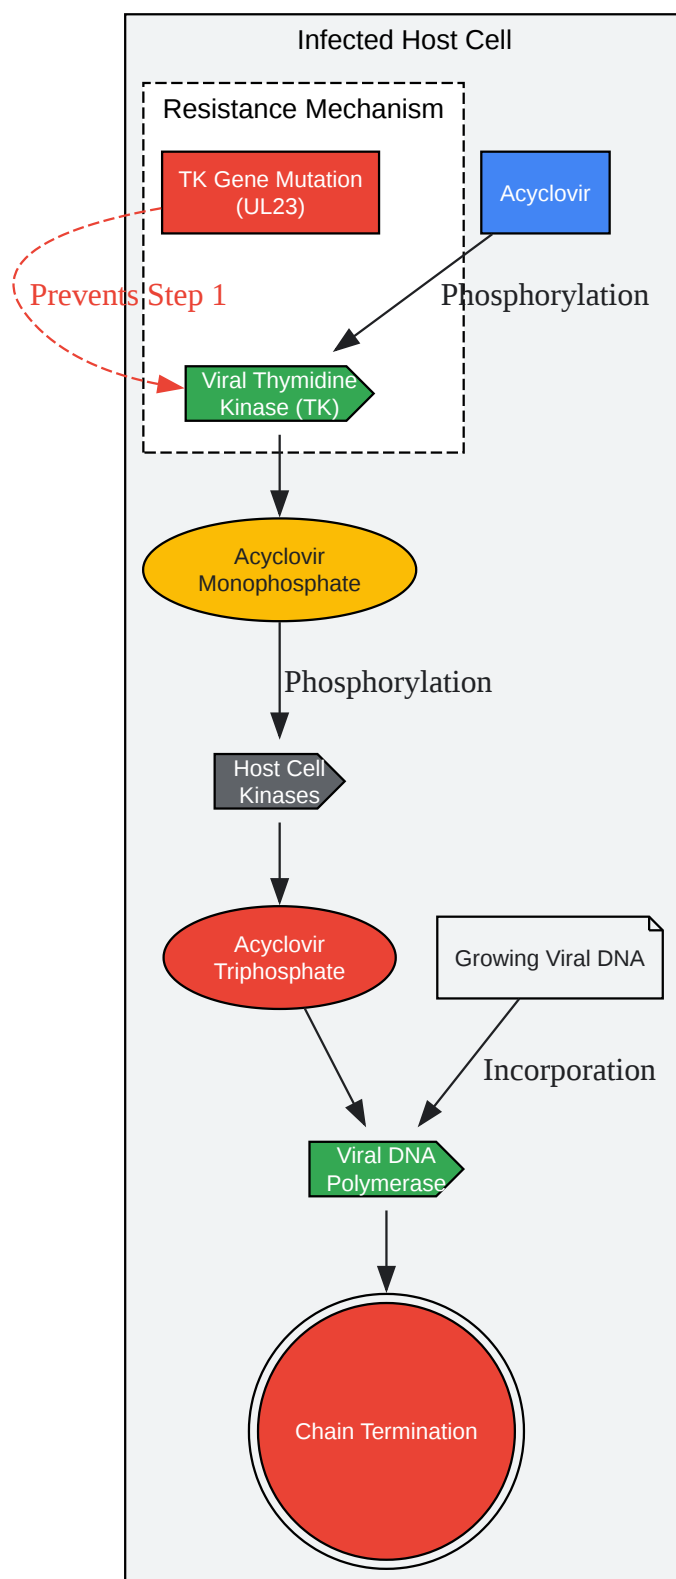 Infected Host Cell
Resistance Mechanism
TK Gene Mutation
(UL23)
Acyclovir
Prevents Step 1
Phosphorylation
Viral Thymidine
Kinase (TK)
Acyclovir
Monophosphate
Phosphorylation
Host Cell
Kinases
Acyclovir
Triphosphate
Growing Viral DNA
Incorporation
Viral DNA
Polymerase
Chain Termination